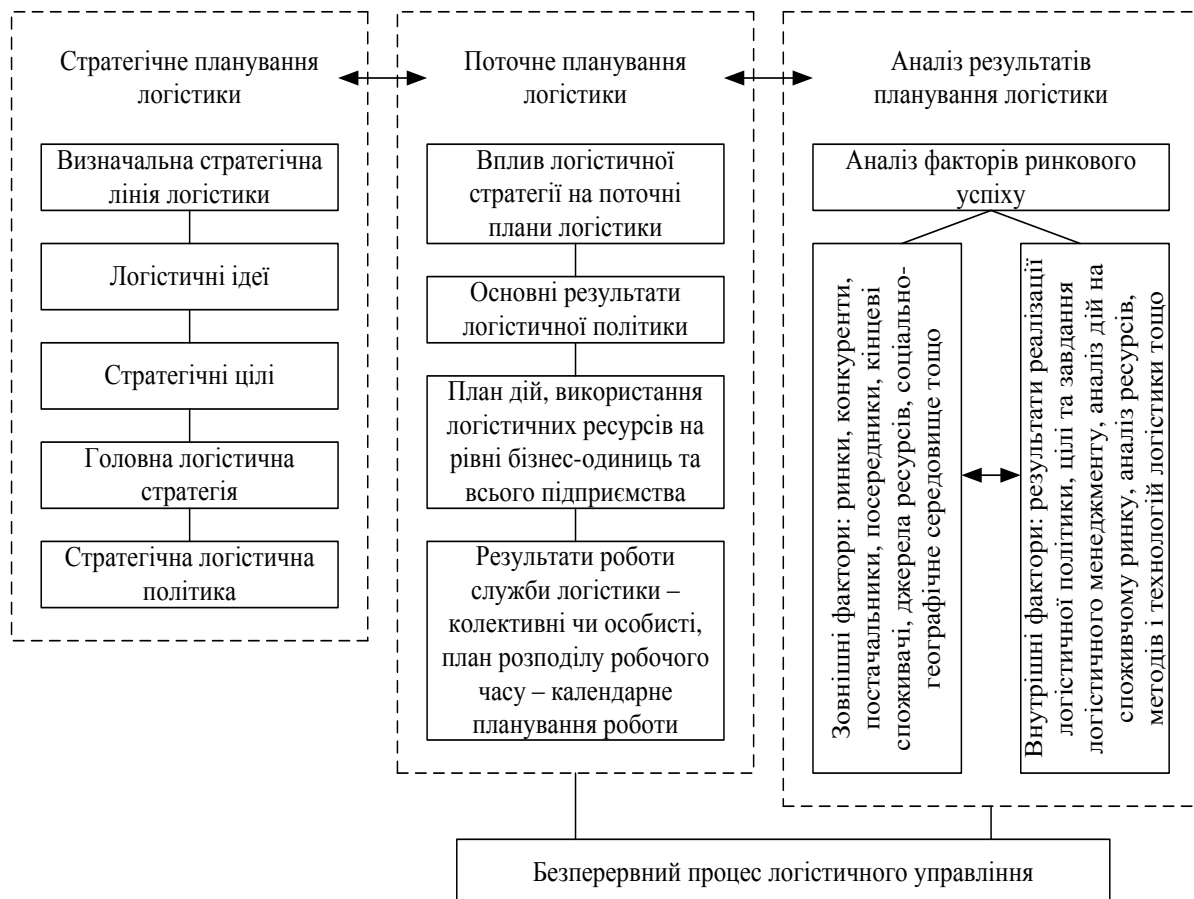 Стратегічне планування
логістики
Визначальна стратегічна
лінія логістики
Логістичні ідеї
Стратегічні цілі
Головна логістична
стратегія
Стратегічна логістична
політика
Поточне планування
логістики
Вплив логістичної
стратегії на поточні
плани логістики
Основні результати
логістичної політики
План дій, використання
логістичних ресурсів на
рівні бізнес-одиниць та
всього підприємства
Результати роботи
служби логістики –
колективні чи особисті,
план розподілу робочого
часу – календарне
планування роботи
Аналіз результатів
планування логістики
Аналіз факторів ринкового
успіху
Зовнішні фактори: ринки, конкуренти,
постачальники, посередники, кінцеві
споживачі, джерела ресурсів, соціально-
географічне середовище тощо
Внутрішні фактори: результати реалізації
логістичної політики, цілі та завдання
логістичного менеджменту, аналіз дій на
споживчому ринку, аналіз ресурсів,
методів і технологій логістики тощо
Безперервний процес логістичного управління